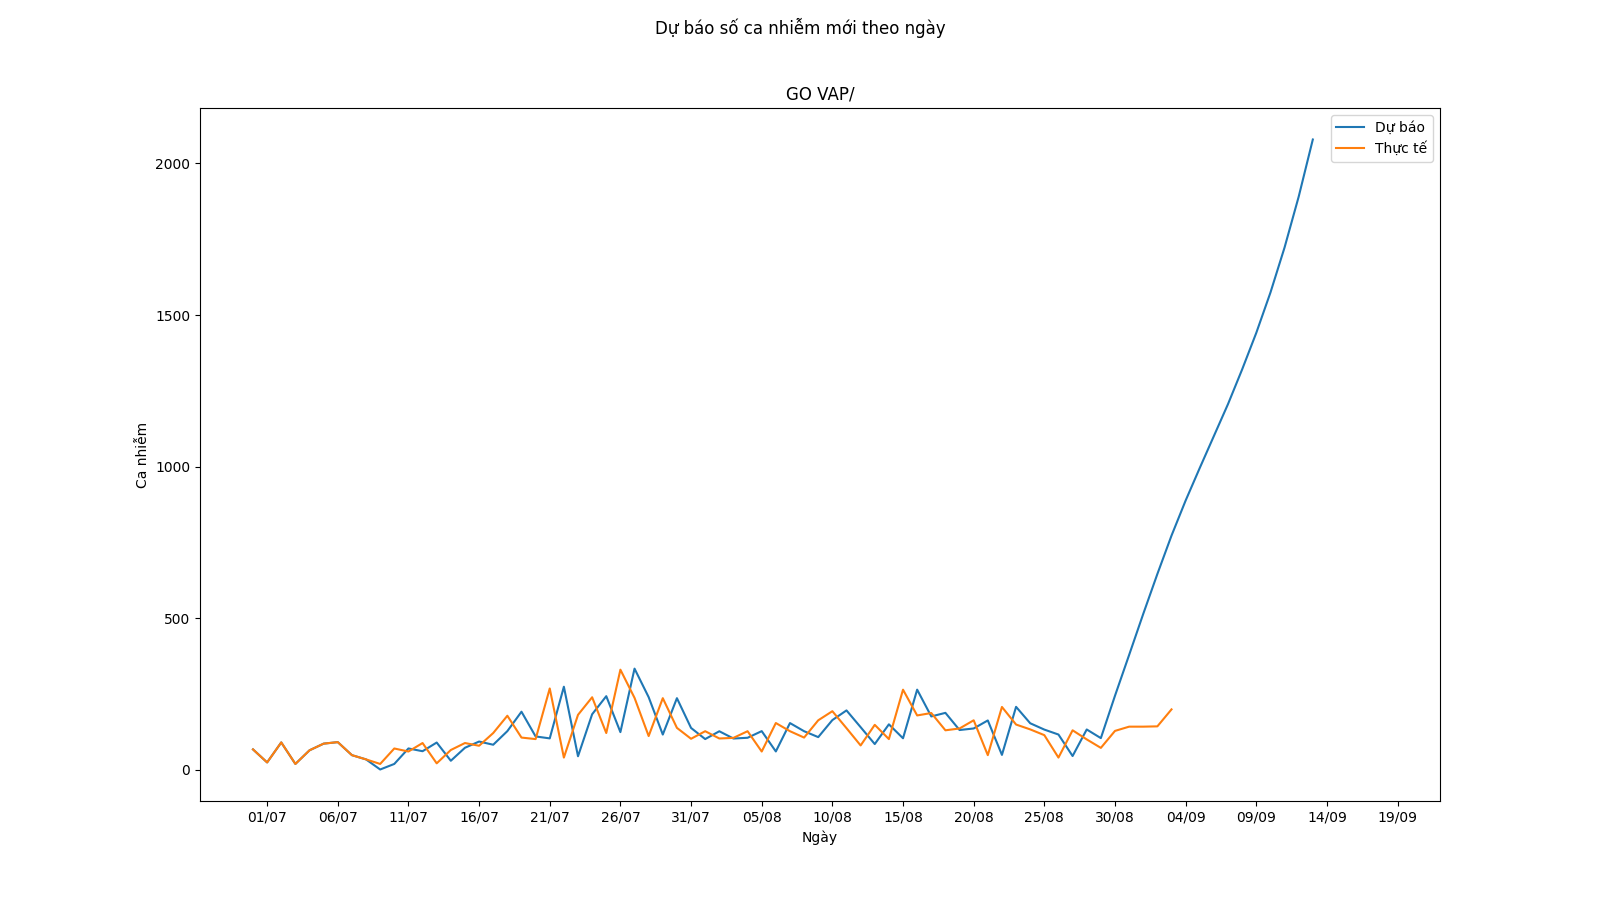 Dự báo số ca nhiễm mới theo ngày
GO VAP/
Dự báo
Thực tế
2000
1500
1000
500
0
Ca nhiễm
01/07 06/07 11/07 16/07 21/07 26/07 31/07 05/08 10/08 15/08 20/08 25/08 30/08 04/09 09/09 14/09 19/09
Ngày